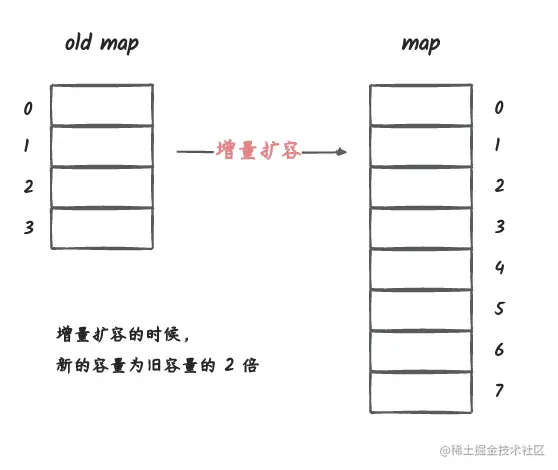 old map
map
0
1
2
3
增量扩容
0
1
2
3
4
5
6
7
增量扩容的时候，
新的容量为旧容量的 2 倍
@稀土掘金技术社区